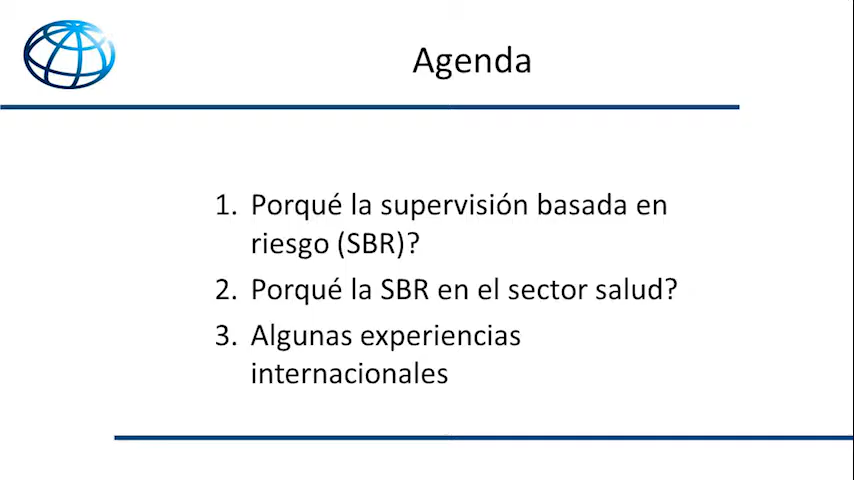 Agenda
1. Porqué la supervisión basada en
riesgo (SBR)?
2. Porqué la SBR en el sector salud?
3. Algunas experiencias
internacionales